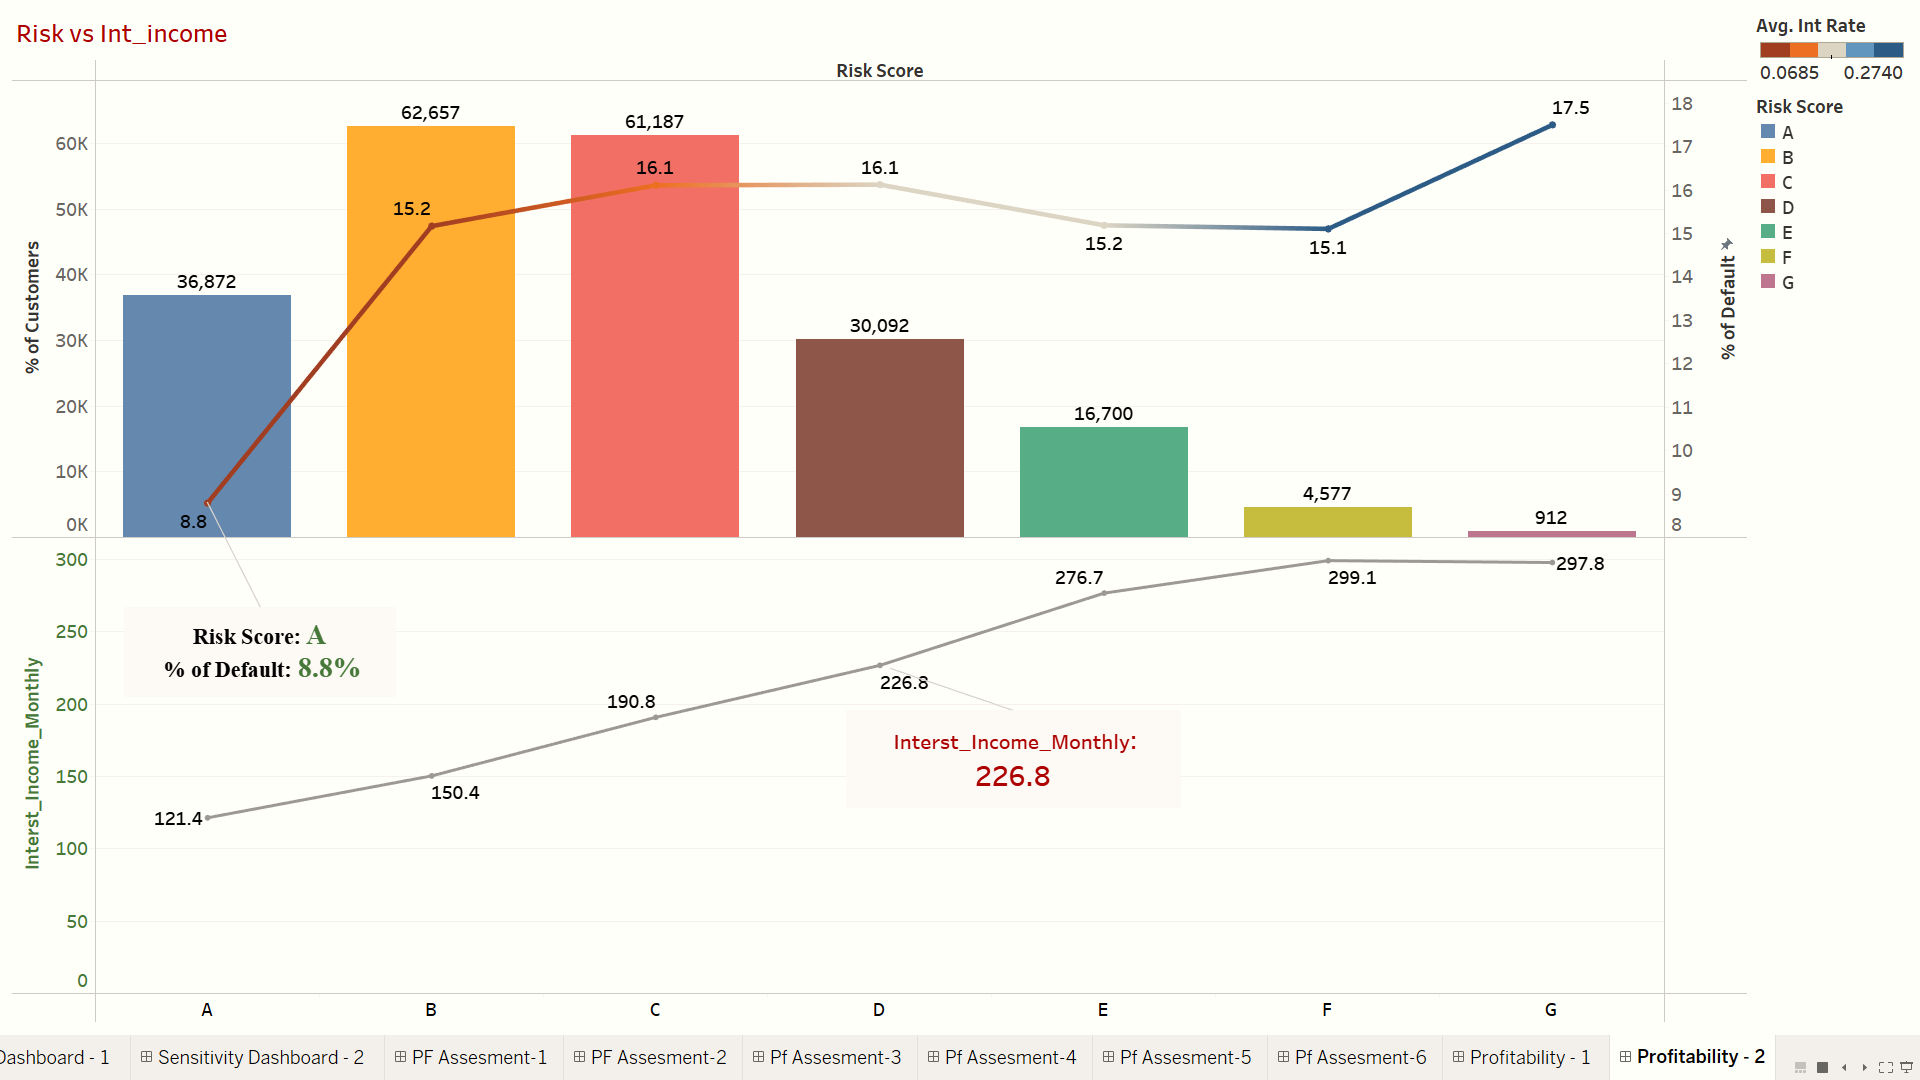 Risk vs Int_income
Avg. Int Rate
0.0685 0.2740
Risk Score
A
B
C
D
E
F
G
Risk Score
% of Customers
60K
50K
40K
30K
20K
10K
0K
36,872
62,657
61,187
30,092
16,700
4,577
912
8.8
15.2
16.1
16.1
15.2
15.1
17.5
18
17
16
15
14
13
12
11
10
9
8
% of Default
Risk Score: A
% of Default: 8.8%
Interst_Income_Monthly
300
250
200
150
100
50
0
121.4
150.4
190.8
226.8
276.7
299.1
297.8
Interst_Income_Monthly:
226.8
A B C D E F G
Dashboard - 1 Sensitivity Dashboard - 2 PF Assesment-1 PF Assesment-2 Pf Assesment-3 Pf Assesment-4 Pf Assesment-5 Pf Assesment-6 Profitability - 1 Profitability - 2